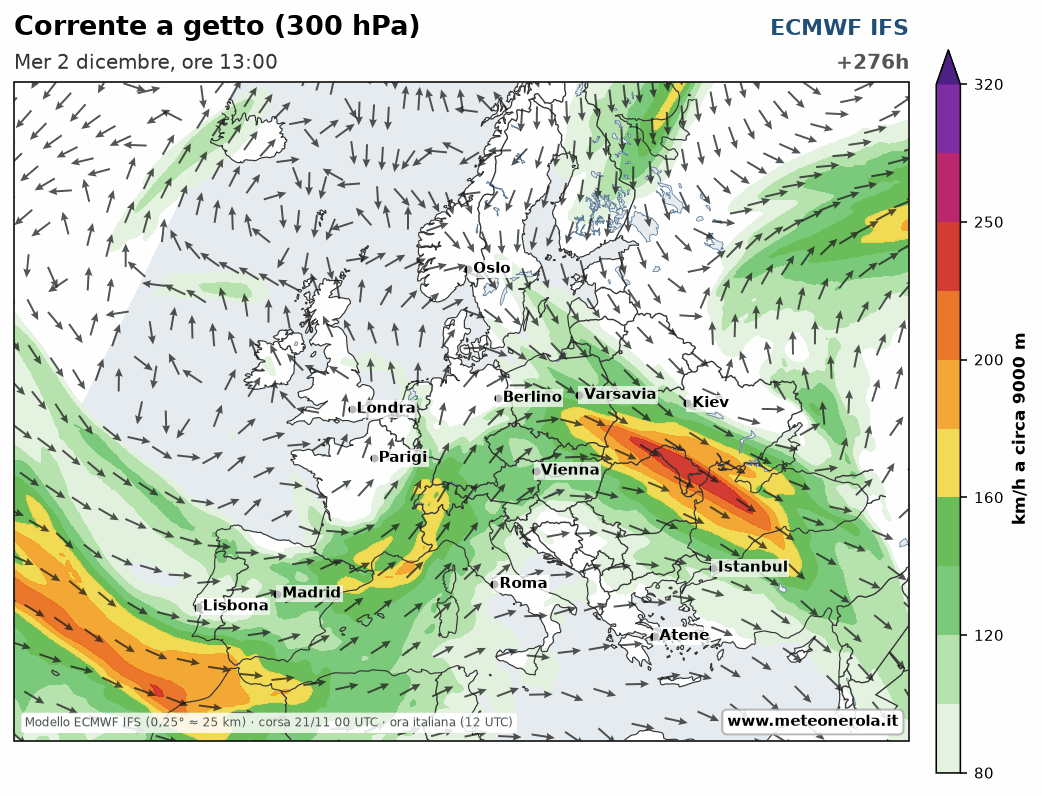 Corrente a getto (300 hPa)
ECMWF IFS
Mer 2 dicembre, ore 13:00
+276h
320
250
200
160
120
80
km/h a circa 9000 m
Oslo
Londra
Berlino
Varsavia
Kiev
Parigi
Vienna
Istanbul
Roma
Madrid
Lisbona
Atene
Modello ECMWF IFS (0,25° ≈ 25 km) · corsa 21/11 00 UTC · ora italiana (12 UTC)
www.meteonerola.it